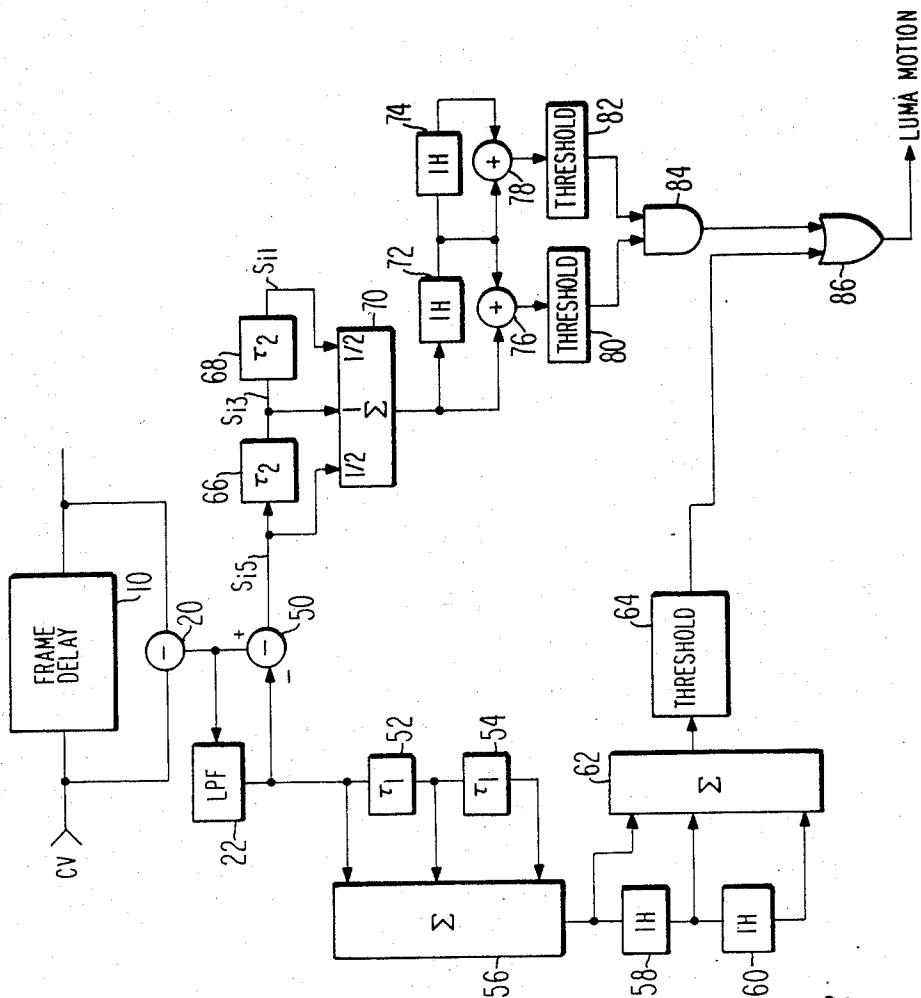 CV
FRAME
DELAY
10
20
LPF
22
+
−
50
−
Si5
66
τ2
Si3
68
τ2
Si1
1/2
1
1/2
Σ
70
1H
72
1H
74
+
76
+
78
THRESHOLD
80
THRESHOLD
82
84
86
LUMA MOTION
τ1
52
τ1
54
Σ
56
1H
58
1H
60
Σ
62
THRESHOLD
64